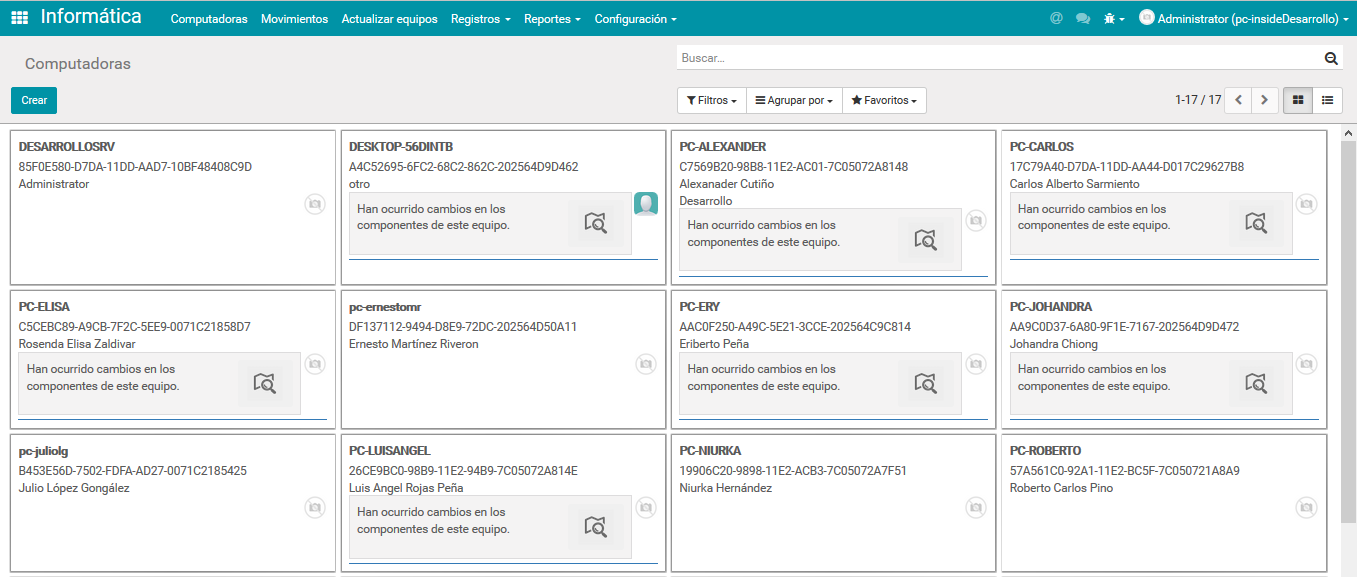 Informática
Computadoras Movimientos Actualizar equipos Registros Reportes Configuración
@ Administrator (pc-insideDesarrollo)
Computadoras
Buscar...
Crear
Filtros Agrupar por Favoritos
1-17 / 17
DESARROLLOSRV
85F0E580-D7DA-11DD-AAD7-10BF48408C9D
Administrator
DESKTOP-56DINTB
A4C52695-6FC2-68C2-862C-202564D9D462
otro
Han ocurrido cambios en los
componentes de este equipo.
PC-ALEXANDER
C7569B20-98B8-11E2-AC01-7C05072A8148
Alexanader Cutiño
Desarrollo
Han ocurrido cambios en los
componentes de este equipo.
PC-CARLOS
17C79A40-D7DA-11DD-AA44-D017C29627B8
Carlos Alberto Sarmiento
Han ocurrido cambios en los
componentes de este equipo.
PC-ELISA
C5CEBC89-A9CB-7F2C-5EE9-0071C21858D7
Rosenda Elisa Zaldivar
Han ocurrido cambios en los
componentes de este equipo.
pc-ernestomr
DF137112-9494-D8E9-72DC-202564D50A11
Ernesto Martínez Riveron
PC-ERY
AAC0F250-A49C-5E21-3CCE-202564C9C814
Eriberto Peña
Han ocurrido cambios en los
componentes de este equipo.
PC-JOHANDRA
AA9C0D37-6A80-9F1E-7167-202564D9D472
Johandra Chiong
Han ocurrido cambios en los
componentes de este equipo.
pc-juliolg
B453E56D-7502-FDFA-AD27-0071C2185425
Julio López Gongález
PC-LUISANGEL
26CE9BC0-98B9-11E2-94B9-7C05072A814E
Luis Angel Rojas Peña
Han ocurrido cambios en los
componentes de este equipo.
PC-NIURKA
19906C20-9898-11E2-ACB3-7C05072A7F51
Niurka Hernández
PC-ROBERTO
57A561C0-92A1-11E2-BC5F-7C050721A8A9
Roberto Carlos Pino